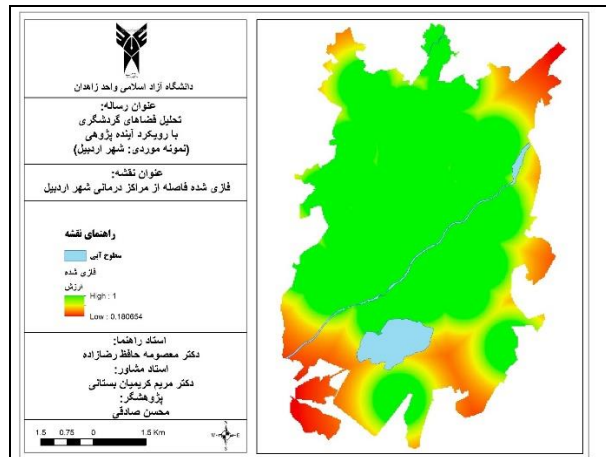 دانشگاه آزاد اسلامی واحد زاهدان
عنوان رساله:
تحلیل فضاهای گردشگری
با رویکرد آینده پژوهی
(نمونه موردی: شهر اردبیل)
عنوان نقشه:
فازی شده فاصله از مراکز درمانی شهر اردبیل
راهنمای نقشه
سطوح آبی
فازی شده
ارزش
High : 1
Low : 0.180654
استاد راهنما:
دکتر معصومه حافظ رضازاده
استاد مشاور:
دکتر مریم کریمیان بستانی
پژوهشگر:
محسن صادقی
1.5 0.75 0 1.5 Km